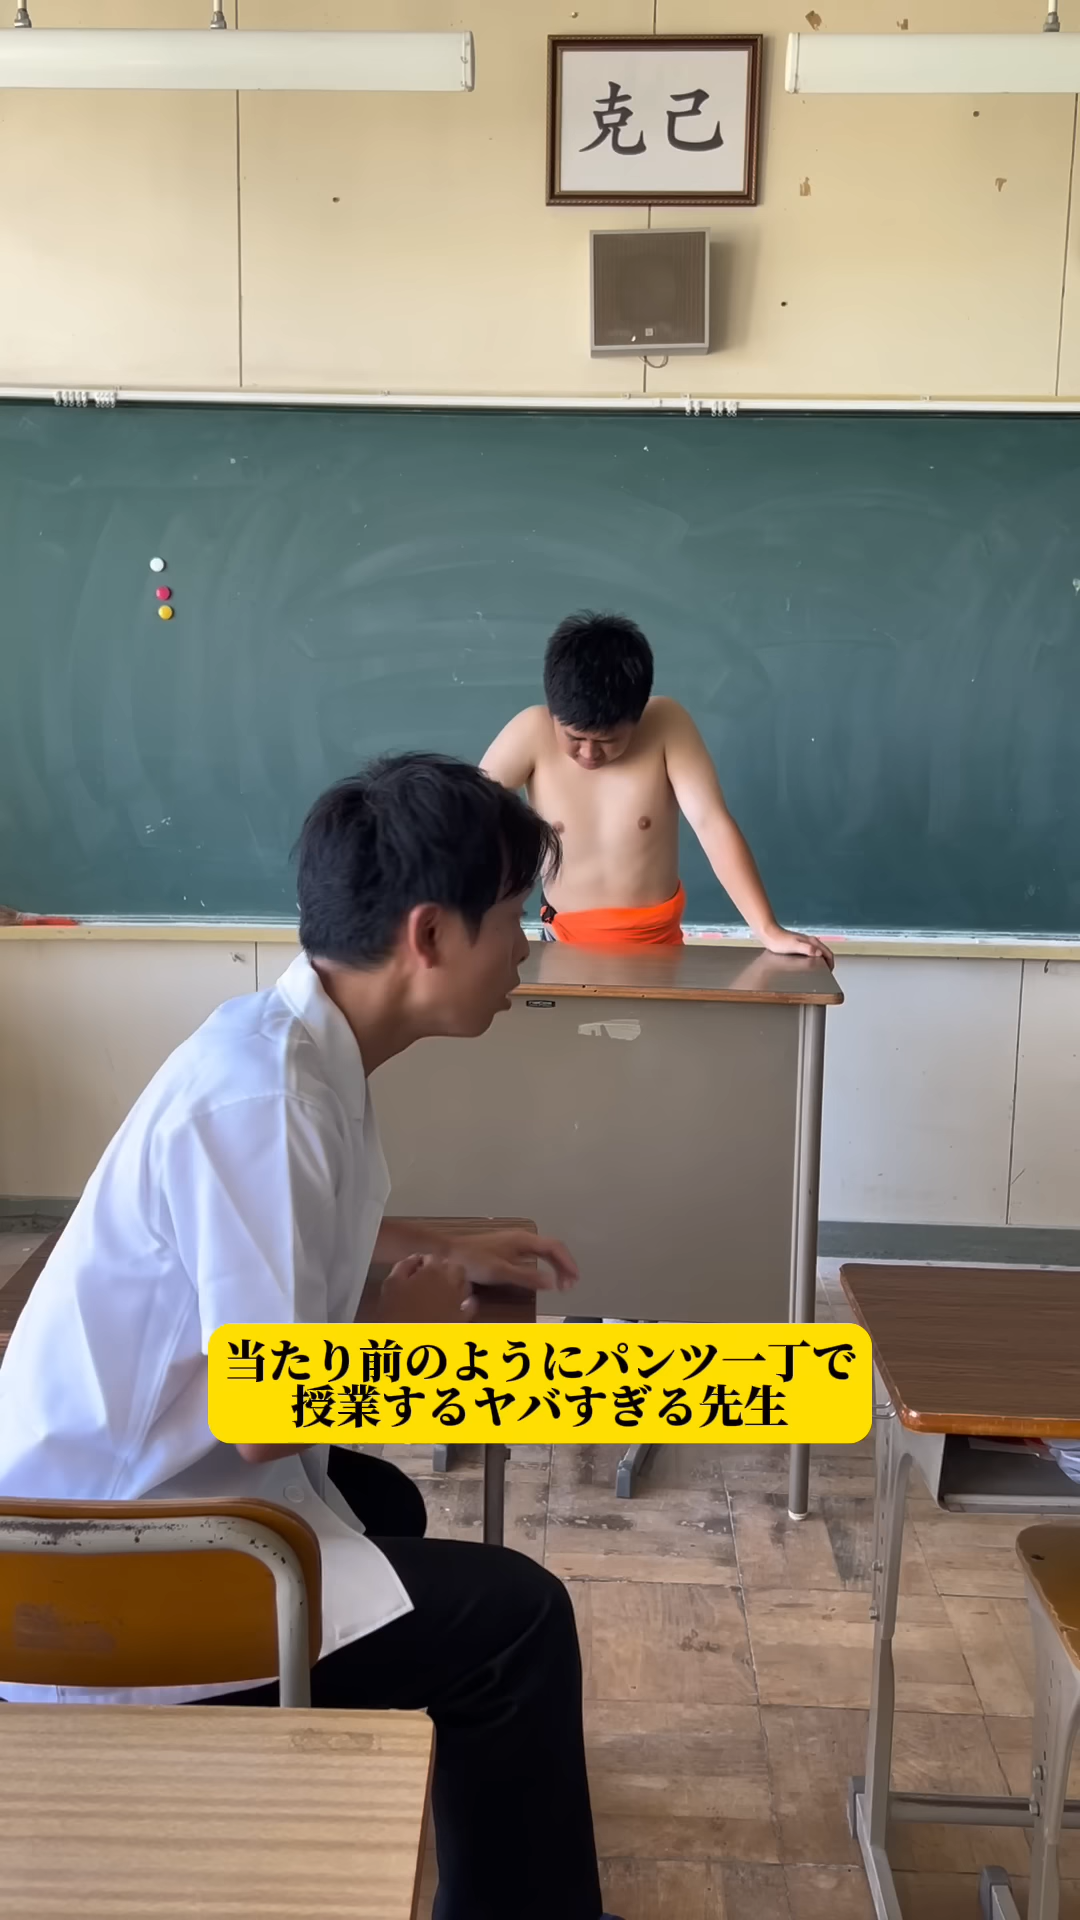 克己
当たり前のようにパンツ一丁で
授業するヤバすぎる先生